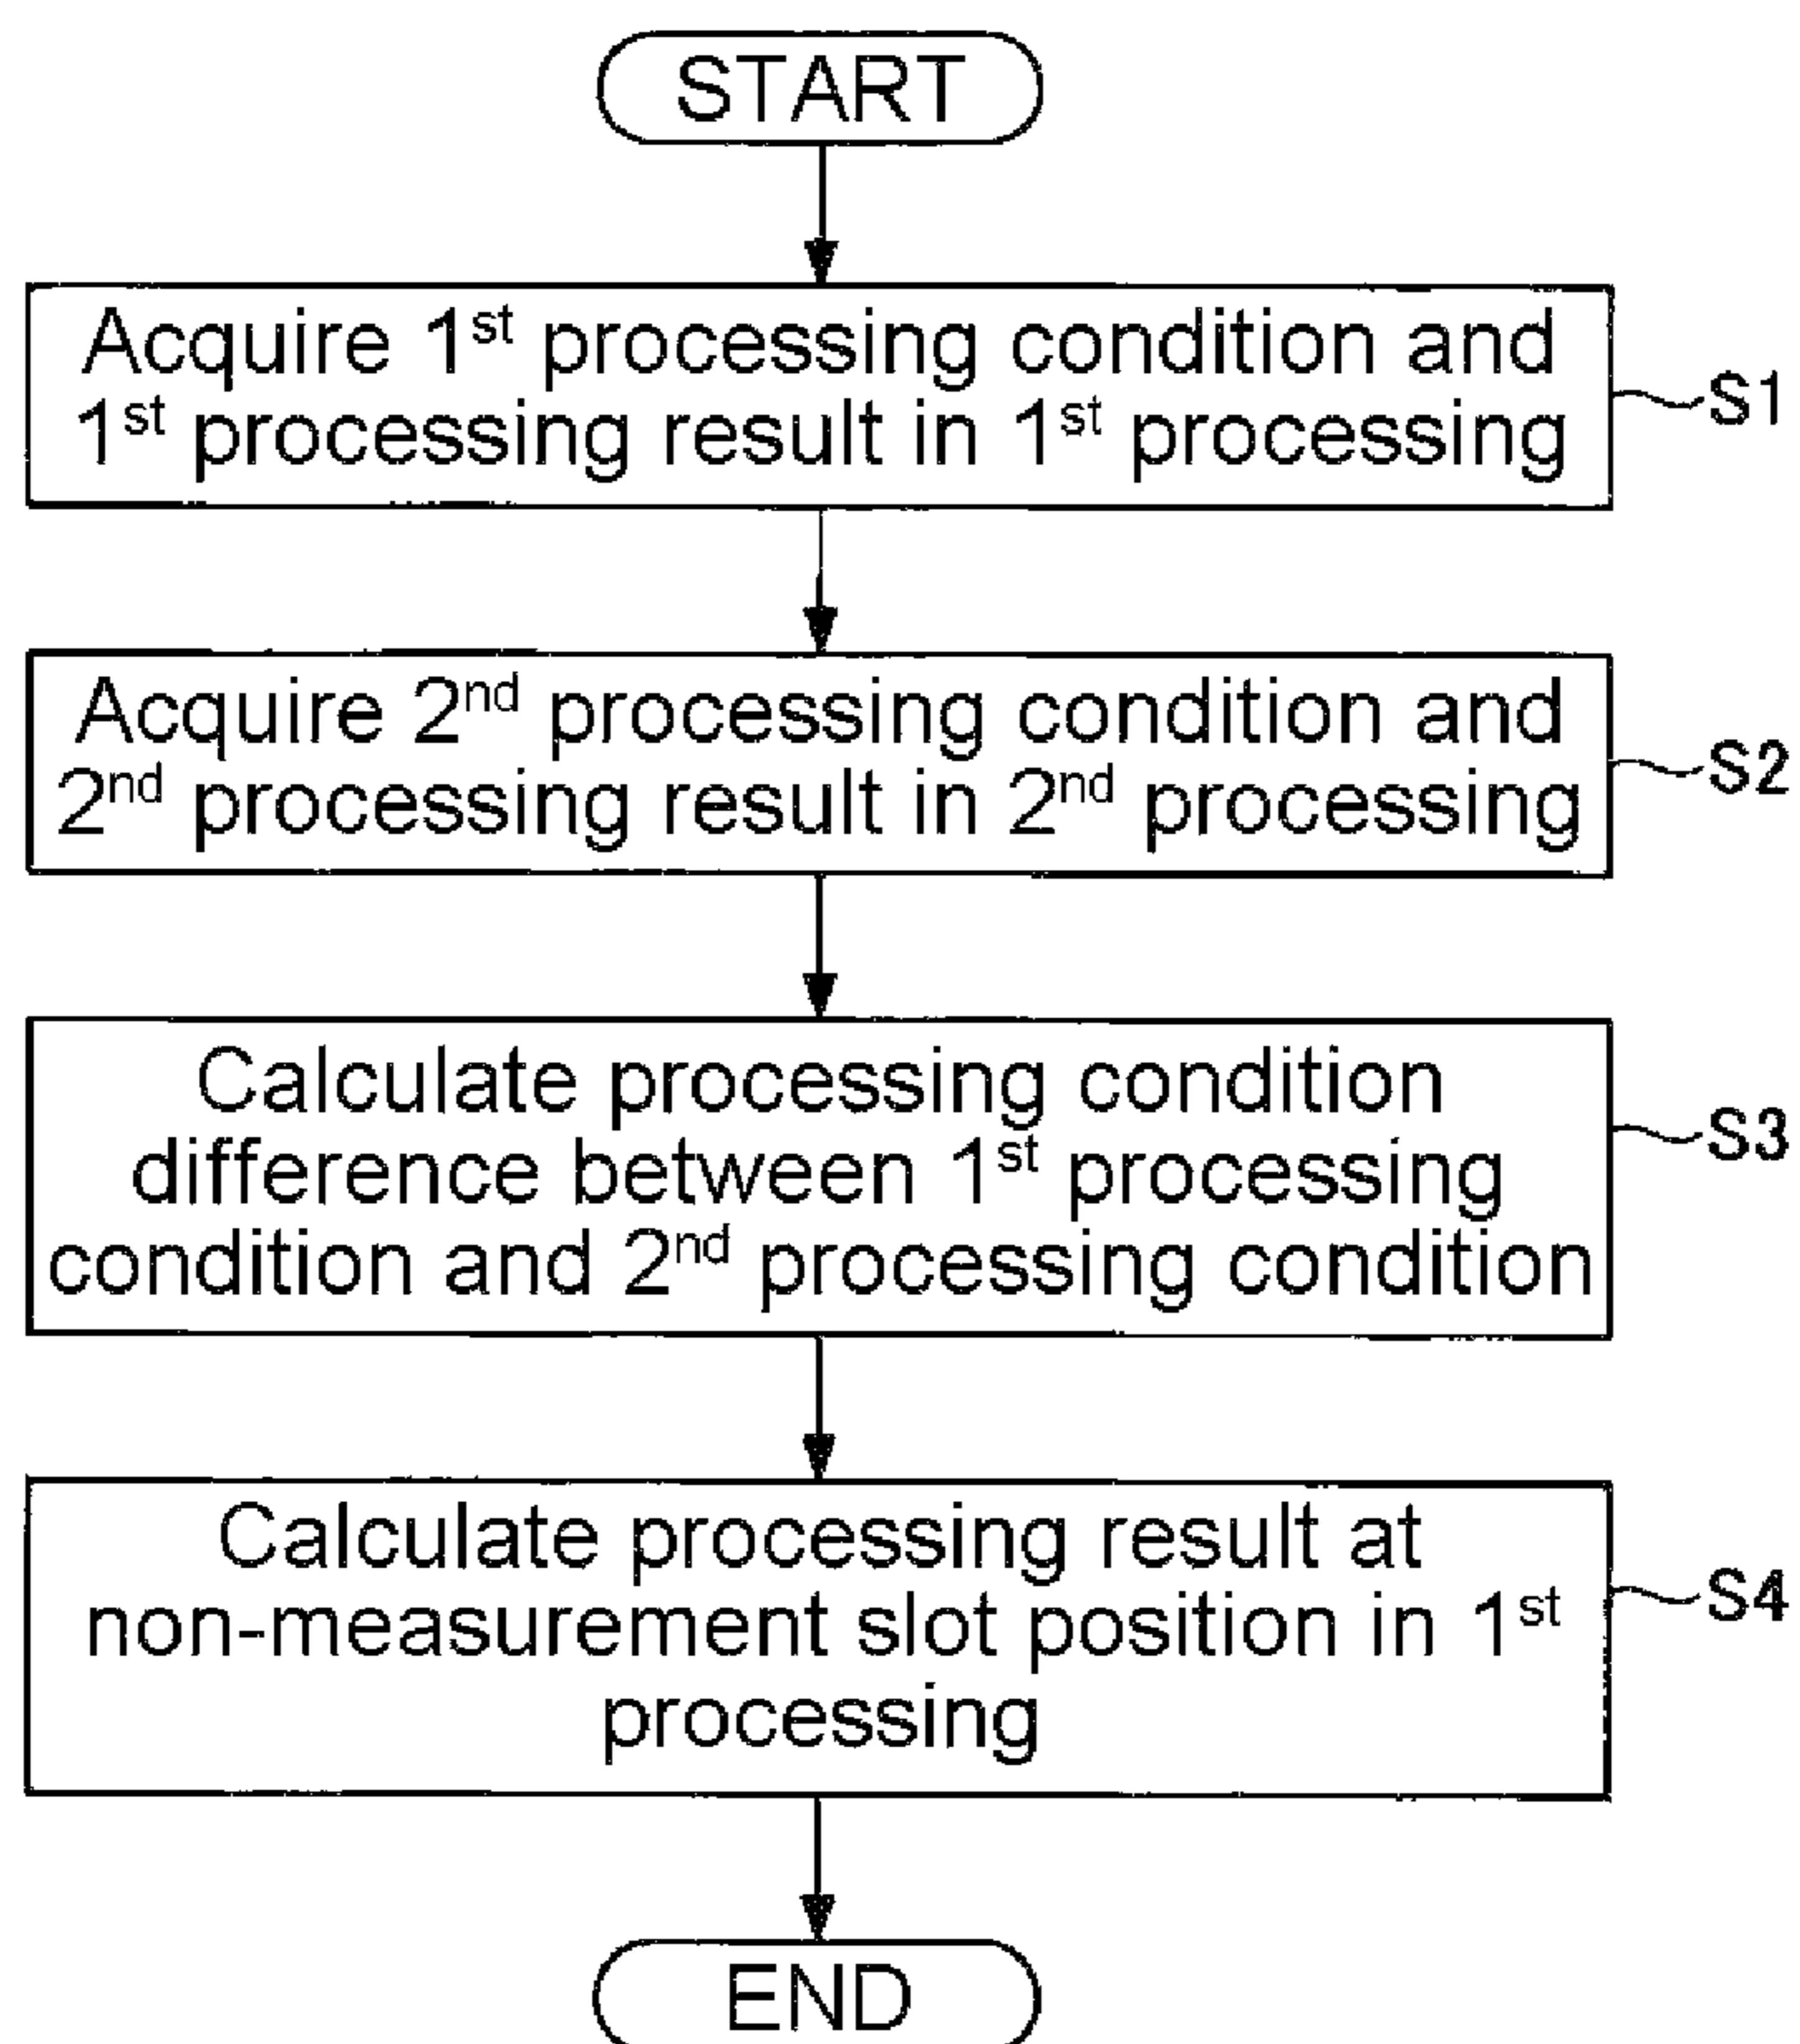 START
Acquire 1st processing condition and
1st processing result in 1st processing
S1
Acquire 2nd processing condition and
2nd processing result in 2nd processing
S2
Calculate processing condition
difference between 1st processing
condition and 2nd processing condition
S3
Calculate processing result at
non-measurement slot position in 1st
processing
S4
END